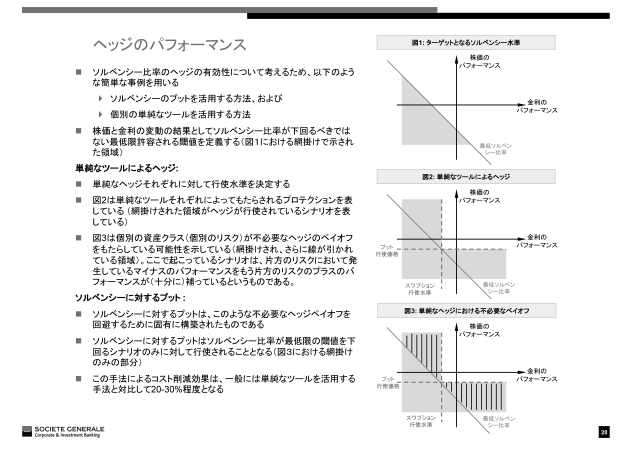 ヘッジのパフォーマンス
ソルベンシー比率のヘッジの有効性について考えるため、以下のよう
な簡単な事例を用いる
ソルベンシーのプットを活用する方法、および
個別の単純なツールを活用する方法
株価と金利の変動の結果としてソルベンシー比率が下回るべきでは
ない最低限許容される閾値を定義する（図1における網掛けで示され
た領域）
単純なツールによるヘッジ:
単純なヘッジそれぞれに対して行使水準を決定する
図2は単純なツールそれぞれによってもたらされるプロテクションを表
している（網掛けされた領域がヘッジが行使されているシナリオを表
している）
図3は個別の資産クラス（個別のリスク）が不必要なヘッジのペイオフ
をもたらしている可能性を示している（網掛けされ、さらに線が引かれ
ている領域）。ここで起こっているシナリオは、片方のリスクにおいて発
生しているマイナスのパフォーマンスをもう片方のリスクのプラスのパ
フォーマンスが（十分に）補っているというものである。
ソルベンシーに対するプット：
ソルベンシーに対するプットは、このような不必要なヘッジペイオフを
回避するために固有に構築されたものである
ソルベンシーに対するプットはソルベンシー比率が最低限の閾値を下
回るシナリオのみに対して行使されることとなる（図3における網掛け
のみの部分）
この手法によるコスト削減効果は、一般には単純なツールを活用する
手法と対比して20-30%程度となる
図1: ターゲットとなるソルベンシー水準
株価の
パフォーマンス
金利の
パフォーマンス
最低ソルベン
シー比率
図2: 単純なツールによるヘッジ
株価の
パフォーマンス
金利の
パフォーマンス
プット
行使価格
スワプション
行使水準
最低ソルベン
シー比率
図3: 単純なヘッジにおける不必要なペイオフ
株価の
パフォーマンス
金利の
パフォーマンス
プット
行使価格
スワプション
行使水準
最低ソルベン
シー比率
SOCIETE GENERALE
Corporate & Investment Banking
28